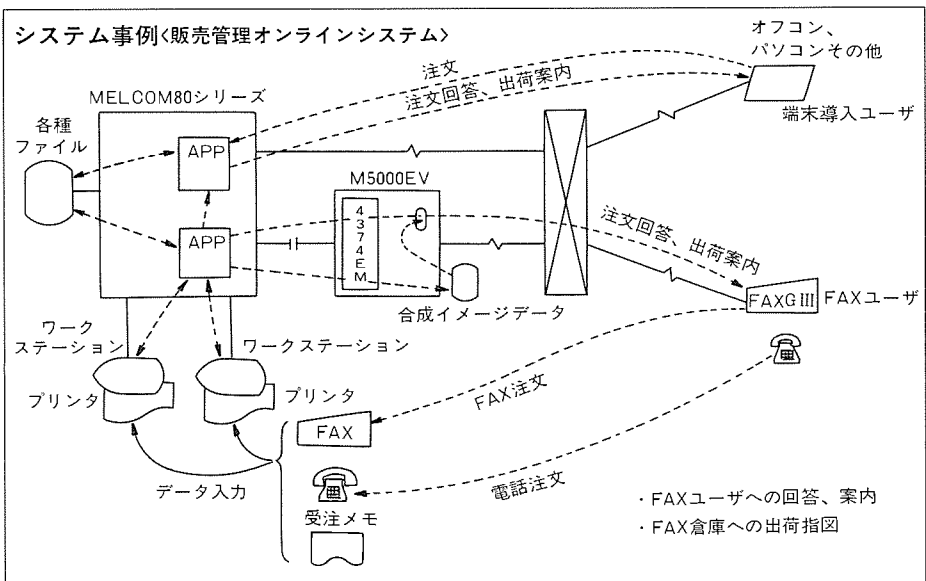 システム事例<販売管理オンラインシステム>
オフコン、
パソコンその他
端末導入ユーザ
注文
注文回答、出荷案内
MELCOM80シリーズ
各種
ファイル
APP
APP
M5000EV
4374EM
合成イメージデータ
注文回答、出荷案内
FAXGⅢ
FAXユーザ
ワーク
ステーション
ワークステーション
プリンタ
プリンタ
FAX注文
FAX
データ入力
電話注文
受注メモ
・FAXユーザへの回答、案内
・FAX倉庫への出荷指図